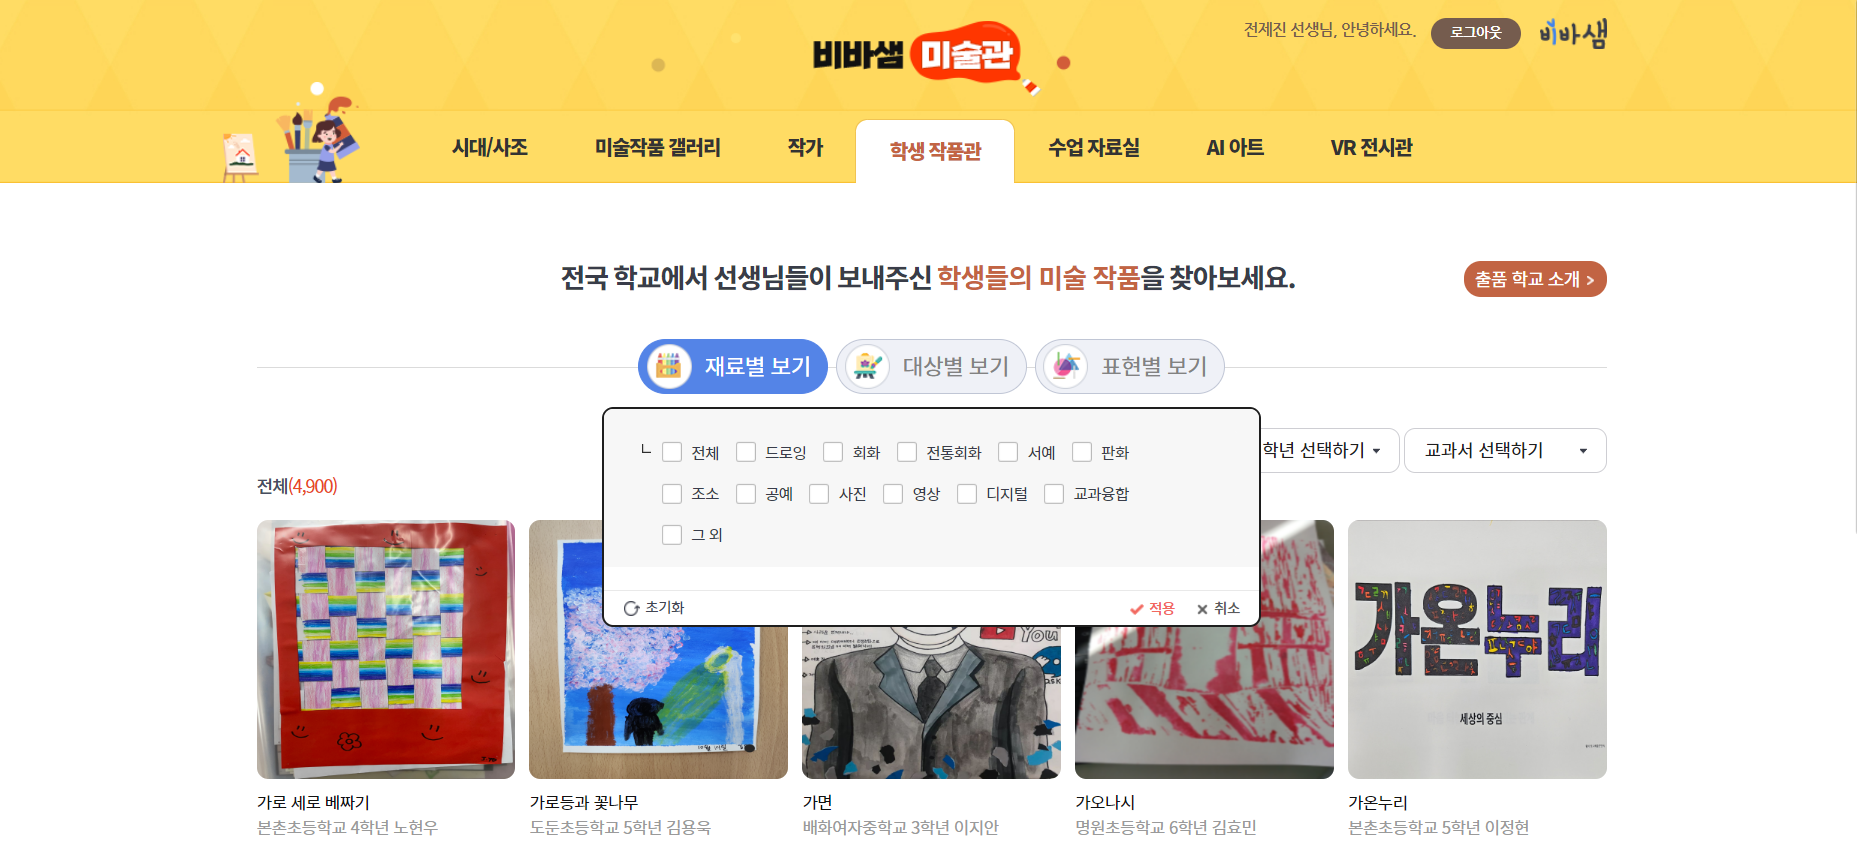 전제진 선생님, 안녕하세요.
로그아웃
비바샘
비바샘 미술관
시대/사조
미술작품 갤러리
작가
학생 작품관
수업 자료실
AI 아트
VR 전시관
전국 학교에서 선생님들이 보내주신 학생들의 미술 작품을 찾아보세요.
출품 학교 소개 >
재료별 보기
대상별 보기
표현별 보기
전체 드로잉 회화 전통회화 서예 판화
조소 공예 사진 영상 디지털 교과융합
그 외
초기화
적용
취소
학년 선택하기
교과서 선택하기
전체(4,900)
You
가온누리
세상의 중심
가로 세로 베짜기
본촌초등학교 4학년 노현우
가로등과 꽃나무
도둔초등학교 5학년 김용욱
가면
배화여자중학교 3학년 이지안
가오나시
명원초등학교 6학년 김효민
가온누리
본촌초등학교 5학년 이정현